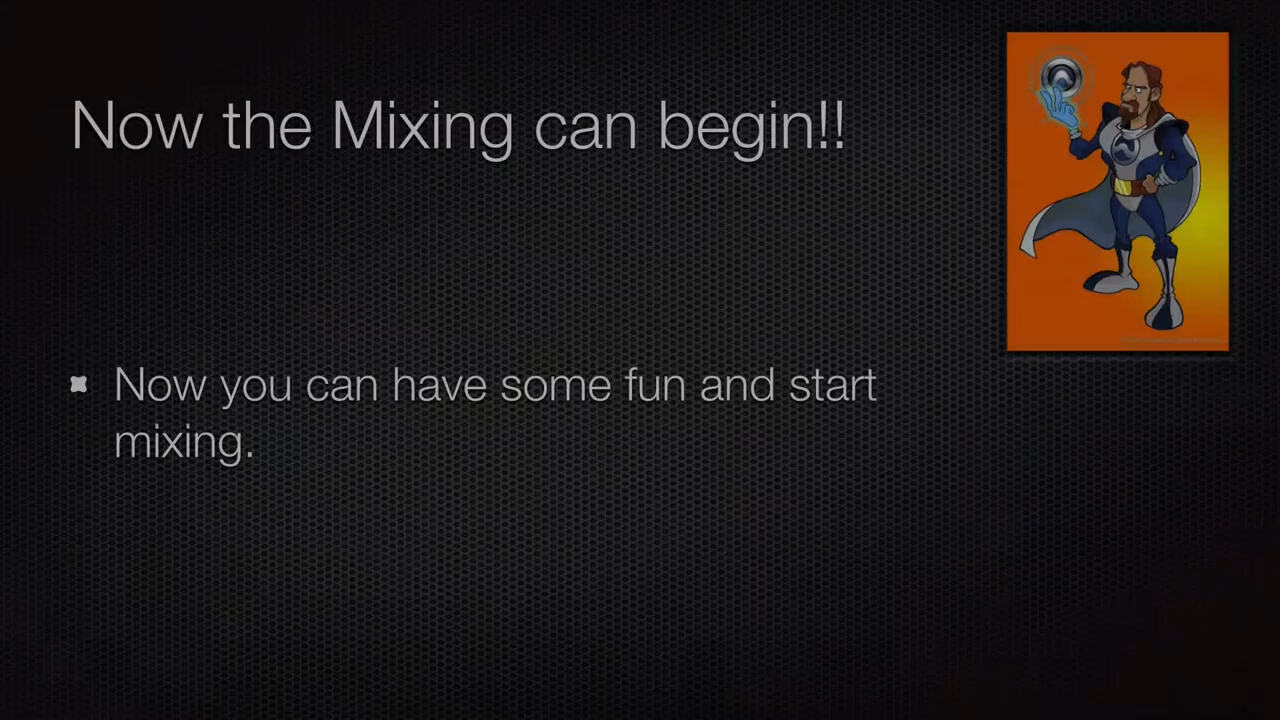 Now the Mixing can begin!!
Now you can have some fun and start
mixing.